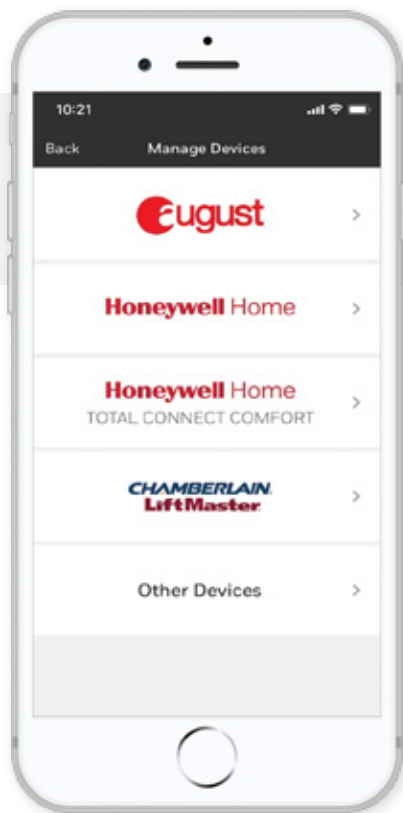 10:21
Back Manage Devices
august
Honeywell Home
Honeywell Home
TOTAL CONNECT COMFORT
CHAMBERLAIN
LiftMaster
Other Devices